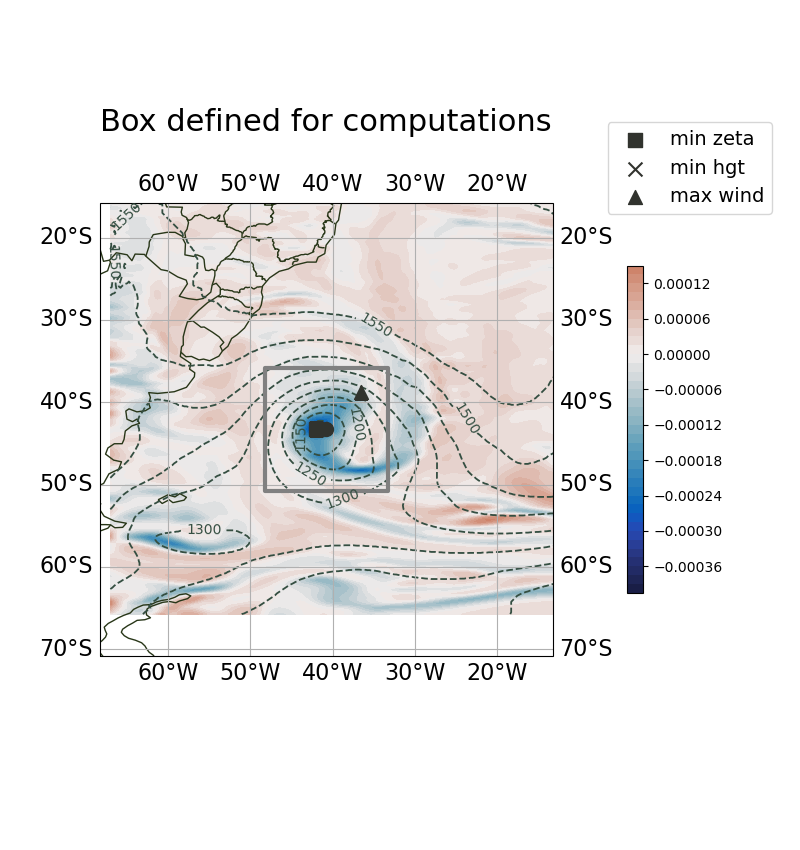 Box defined for computations
min zeta
min hgt
max wind
60°W 50°W 40°W 30°W 20°W
20°S 20°S
30°S 30°S
40°S 40°S
50°S 50°S
60°S 60°S
70°S 70°S
60°W 50°W 40°W 30°W 20°W
1550
1550
1550
1500
1200
1150
1250
1300
1300
0.00012
0.00006
0.00000
−0.00006
−0.00012
−0.00018
−0.00024
−0.00030
−0.00036